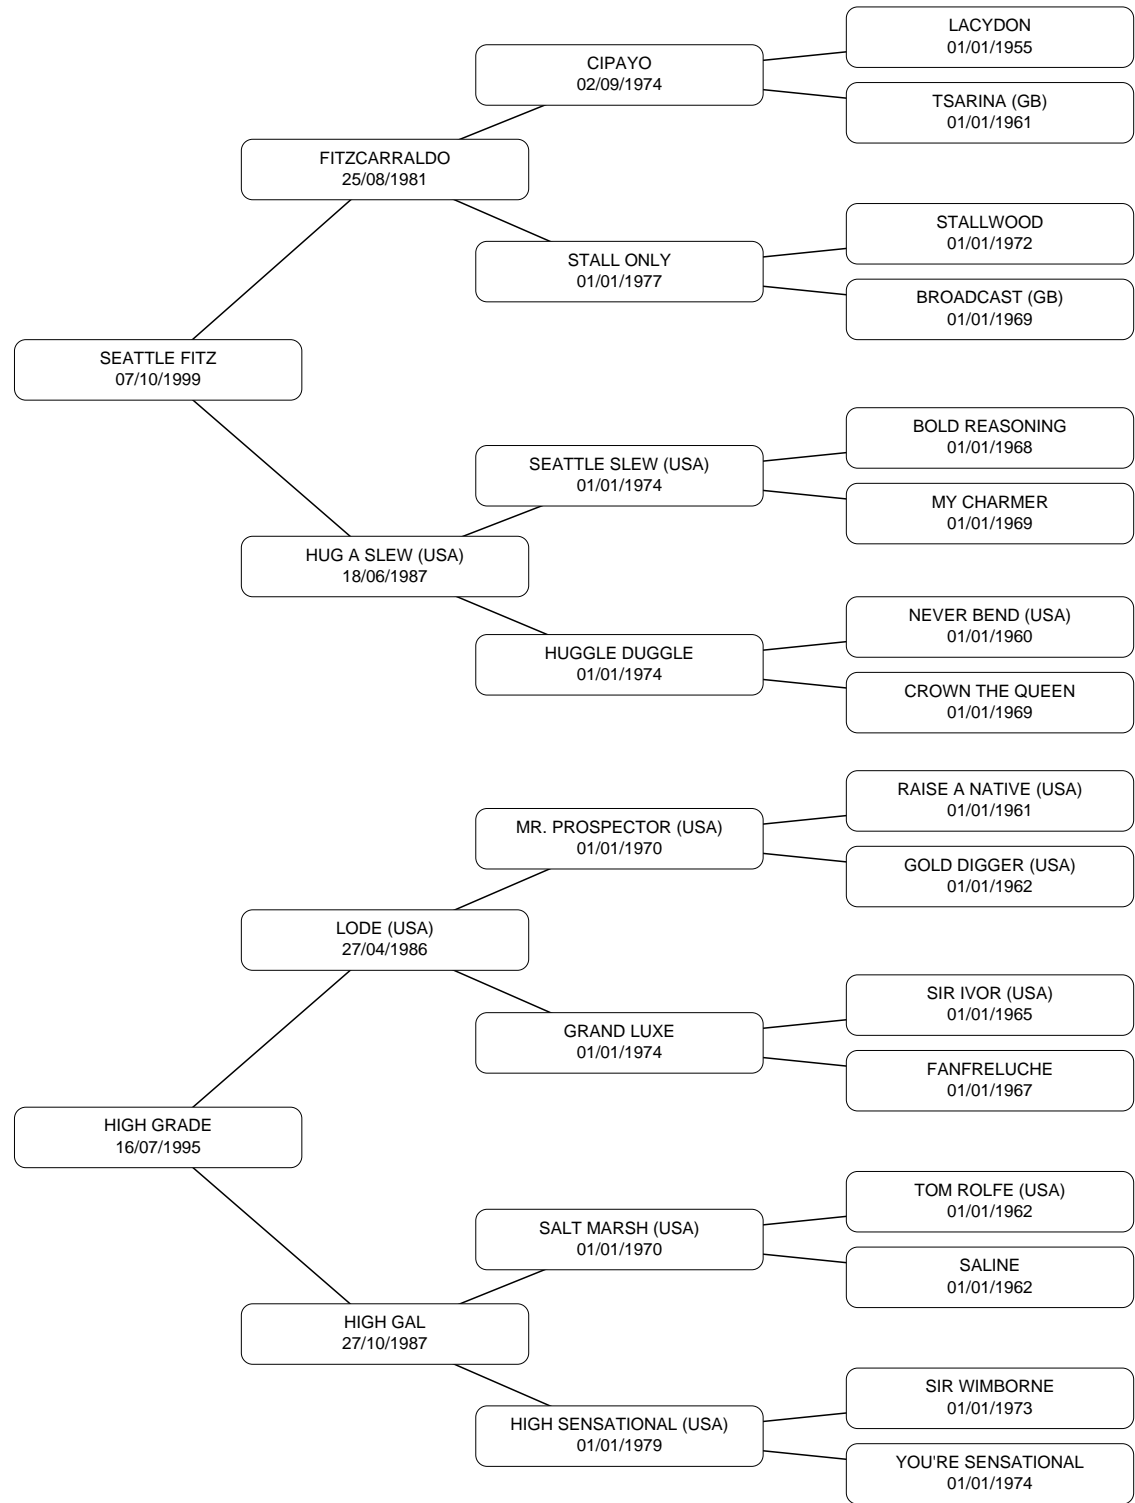 LACYDON
01/01/1955
CIPAYO
02/09/1974
TSARINA (GB)
01/01/1961
FITZCARRALDO
25/08/1981
STALLWOOD
01/01/1972
STALL ONLY
01/01/1977
BROADCAST (GB)
01/01/1969
SEATTLE FITZ
07/10/1999
BOLD REASONING
01/01/1968
SEATTLE SLEW (USA)
01/01/1974
MY CHARMER
01/01/1969
HUG A SLEW (USA)
18/06/1987
NEVER BEND (USA)
01/01/1960
HUGGLE DUGGLE
01/01/1974
CROWN THE QUEEN
01/01/1969
RAISE A NATIVE (USA)
01/01/1961
MR. PROSPECTOR (USA)
01/01/1970
GOLD DIGGER (USA)
01/01/1962
LODE (USA)
27/04/1986
SIR IVOR (USA)
01/01/1965
GRAND LUXE
01/01/1974
FANFRELUCHE
01/01/1967
HIGH GRADE
16/07/1995
TOM ROLFE (USA)
01/01/1962
SALT MARSH (USA)
01/01/1970
SALINE
01/01/1962
HIGH GAL
27/10/1987
SIR WIMBORNE
01/01/1973
HIGH SENSATIONAL (USA)
01/01/1979
YOU'RE SENSATIONAL
01/01/1974